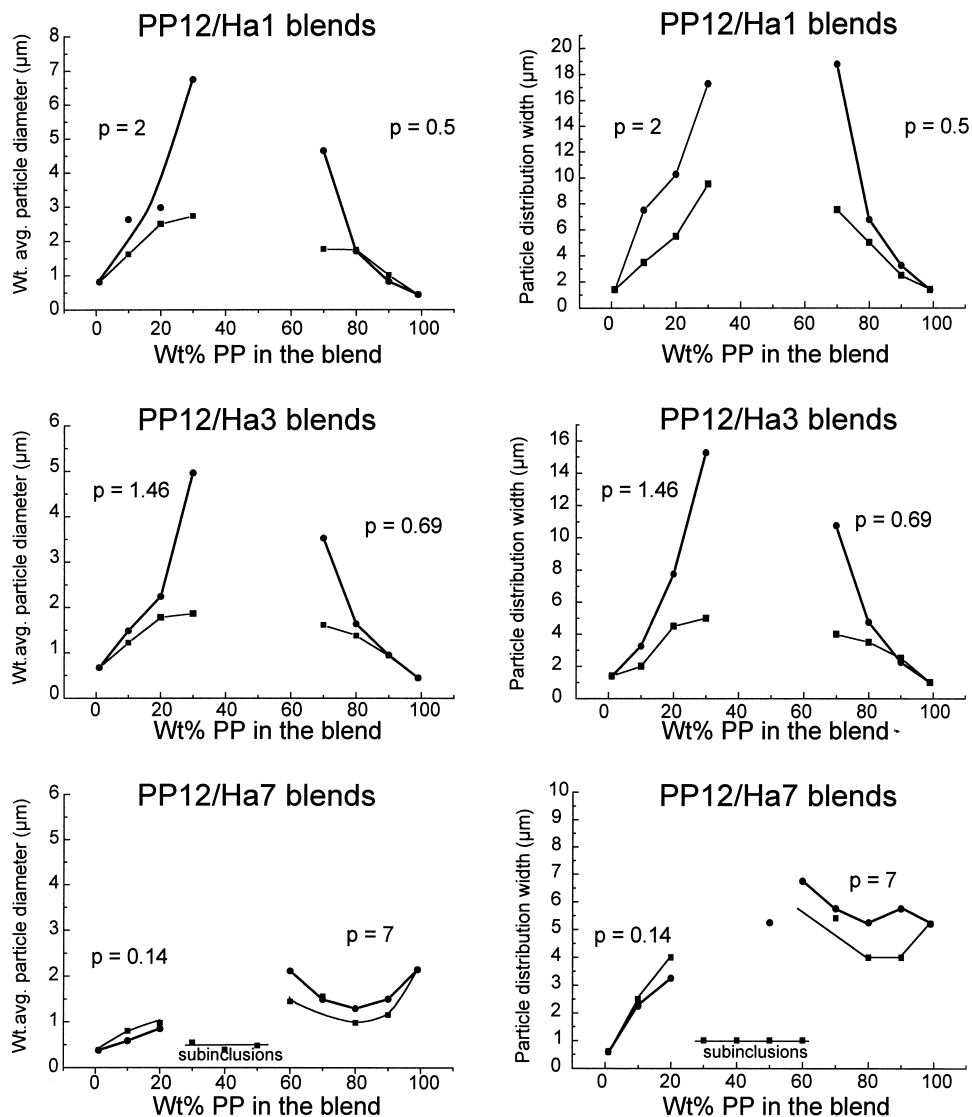 PP12/Ha1 blends
Wt. avg. particle diameter (µm)
8
7
6
5
4
3
2
1
0
p = 2
p = 0.5
0 20 40 60 80 100
Wt% PP in the blend
PP12/Ha1 blends
Particle distribution width (µm)
20
18
16
14
12
10
8
6
4
2
0
p = 2
p = 0.5
0 20 40 60 80 100
Wt% PP in the blend
PP12/Ha3 blends
Wt.avg. particle diameter (µm)
6
5
4
3
2
1
0
p = 1.46
p = 0.69
0 20 40 60 80 100
Wt% PP in the blend
PP12/Ha3 blends
Particle distribution width (µm)
16
14
12
10
8
6
4
2
0
p = 1.46
p = 0.69
0 20 40 60 80 100
Wt% PP in the blend
PP12/Ha7 blends
Wt.avg. particle diameter (µm)
6
5
4
3
2
1
0
p = 0.14
p = 7
subinclusions
0 20 40 60 80 100
Wt% PP in the blend
PP12/Ha7 blends
Particle distribution width (µm)
10
9
8
7
6
5
4
3
2
1
0
p = 0.14
p = 7
subinclusions
0 20 40 60 80 100
Wt% PP in the blend